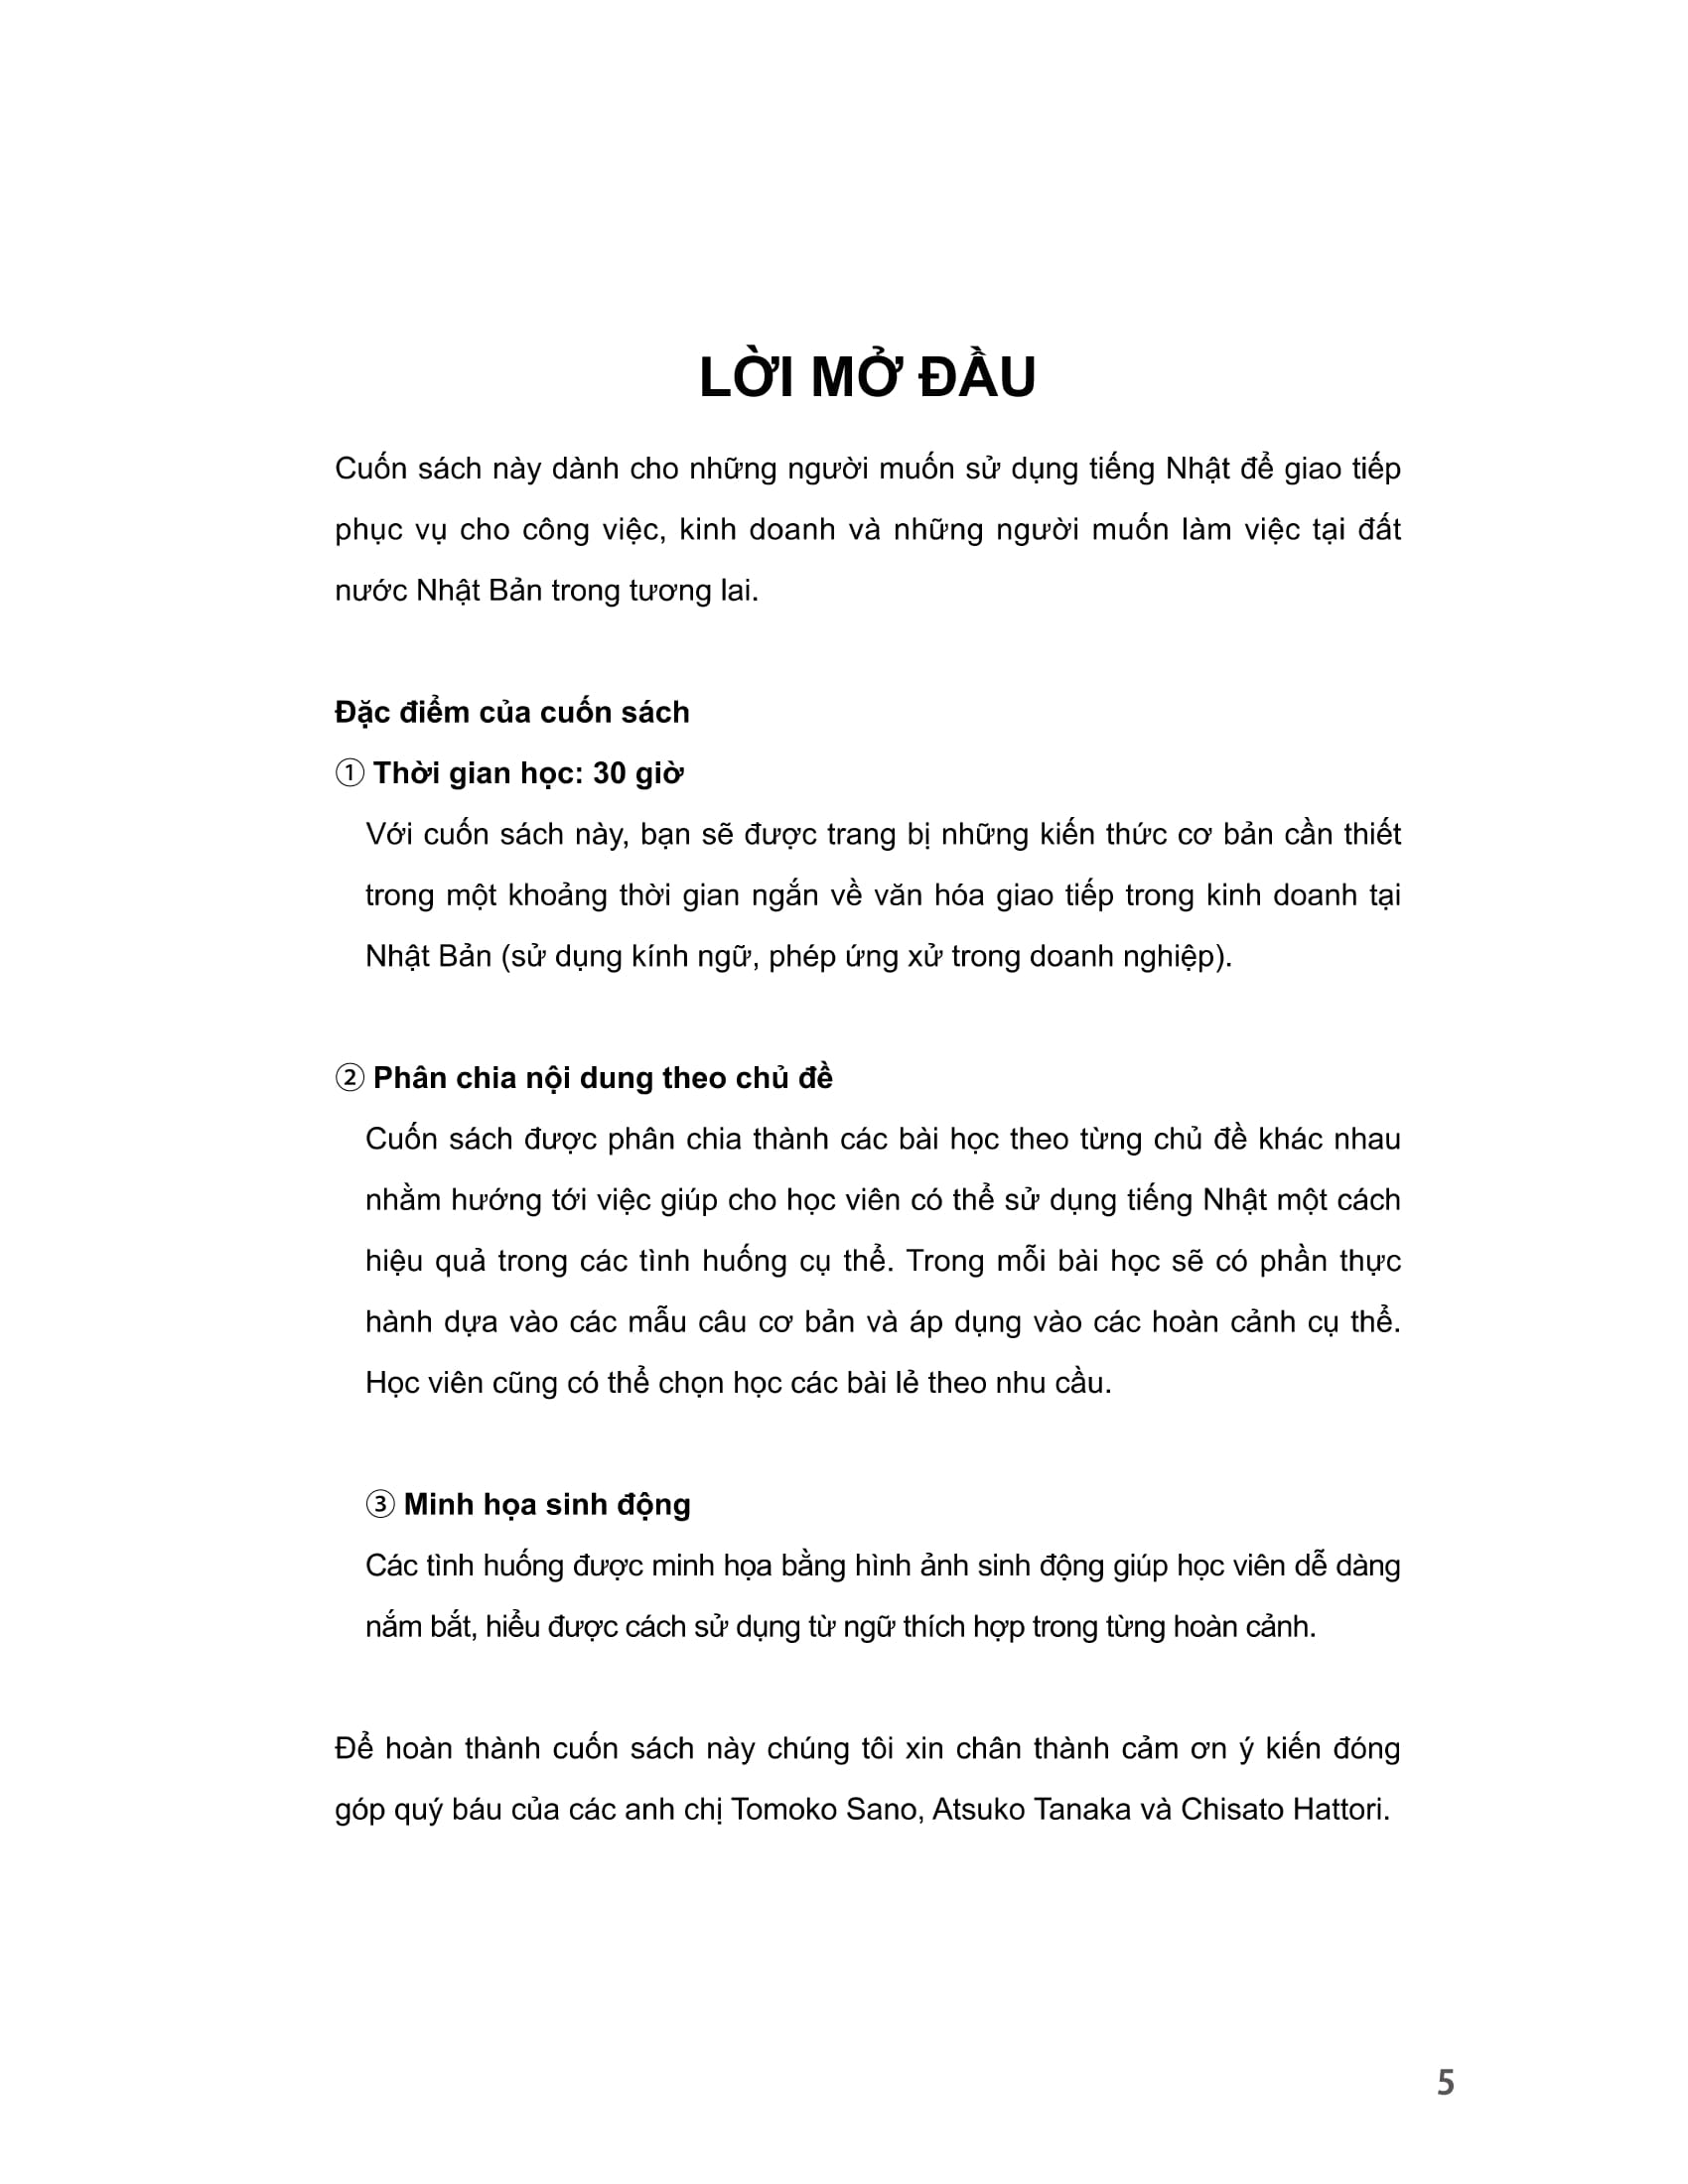 LỜI MỞ ĐẦU
Cuốn sách này dành cho những người muốn sử dụng tiếng Nhật để giao tiếp
phục vụ cho công việc, kinh doanh và những người muốn làm việc tại đất
nước Nhật Bản trong tương lai.
Đặc điểm của cuốn sách
① Thời gian học: 30 giờ
Với cuốn sách này, bạn sẽ được trang bị những kiến thức cơ bản cần thiết
trong một khoảng thời gian ngắn về văn hóa giao tiếp trong kinh doanh tại
Nhật Bản (sử dụng kính ngữ, phép ứng xử trong doanh nghiệp).
② Phân chia nội dung theo chủ đề
Cuốn sách được phân chia thành các bài học theo từng chủ đề khác nhau
nhằm hướng tới việc giúp cho học viên có thể sử dụng tiếng Nhật một cách
hiệu quả trong các tình huống cụ thể. Trong mỗi bài học sẽ có phần thực
hành dựa vào các mẫu câu cơ bản và áp dụng vào các hoàn cảnh cụ thể.
Học viên cũng có thể chọn học các bài lẻ theo nhu cầu.
③ Minh họa sinh động
Các tình huống được minh họa bằng hình ảnh sinh động giúp học viên dễ dàng
nắm bắt, hiểu được cách sử dụng từ ngữ thích hợp trong từng hoàn cảnh.
Để hoàn thành cuốn sách này chúng tôi xin chân thành cảm ơn ý kiến đóng
góp quý báu của các anh chị Tomoko Sano, Atsuko Tanaka và Chisato Hattori.
5